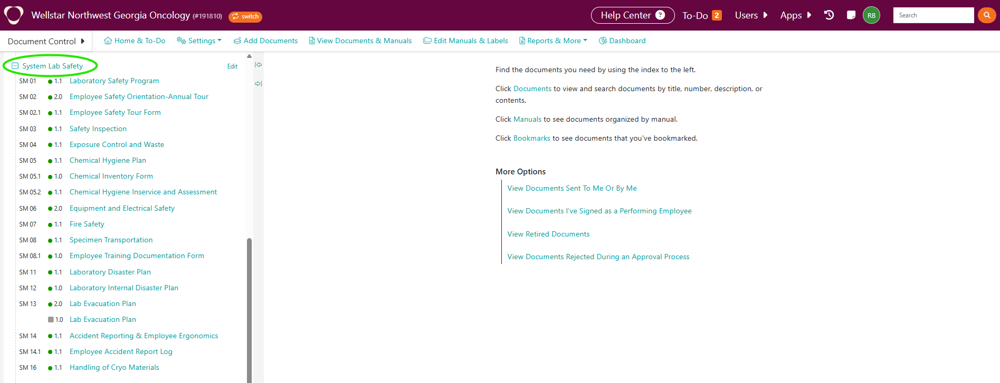 Wellstar Northwest Georgia Oncology (#191810) switch Help Center ? To-Do 2 Users Apps RB Search
Document Control Home & To-Do Settings Add Documents View Documents & Manuals Edit Manuals & Labels Reports & More Dashboard
System Lab Safety Edit
SM 01 1.1 Laboratory Safety Program
SM 02 2.0 Employee Safety Orientation-Annual Tour
SM 02.1 1.1 Employee Safety Tour Form
SM 03 1.1 Safety Inspection
SM 04 1.1 Exposure Control and Waste
SM 05 1.1 Chemical Hygiene Plan
SM 05.1 1.0 Chemical Inventory Form
SM 05.2 1.1 Chemical Hygiene Inservice and Assessment
SM 06 2.0 Equipment and Electrical Safety
SM 07 1.1 Fire Safety
SM 08 1.1 Specimen Transportation
SM 08.1 1.0 Employee Training Documentation Form
SM 11 1.1 Laboratory Disaster Plan
SM 12 1.0 Laboratory Internal Disaster Plan
SM 13 2.0 Lab Evacuation Plan
1.0 Lab Evacuation Plan
SM 14 1.1 Accident Reporting & Employee Ergonomics
SM 14.1 1.1 Employee Accident Report Log
SM 16 1.1 Handling of Cryo Materials
Find the documents you need by using the index to the left.
Click Documents to view and search documents by title, number, description, or
contents.
Click Manuals to see documents organized by manual.
Click Bookmarks to see documents that you've bookmarked.
More Options
View Documents Sent To Me Or By Me
View Documents I've Signed as a Performing Employee
View Retired Documents
View Documents Rejected During an Approval Process